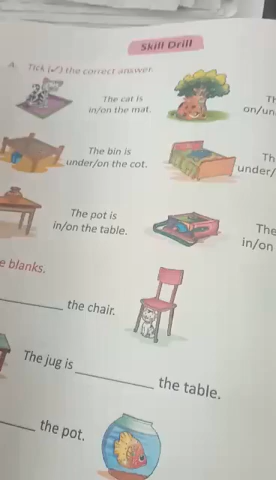 Skill Drill
A. Tick (✓) the correct answer.
The cat is
in/on the mat.
on/un
The bin is
under/on the cot.
Th
under/
The pot is
in/on the table.
The
in/on
e blanks.
the chair.
The jug is
the table.
the pot.